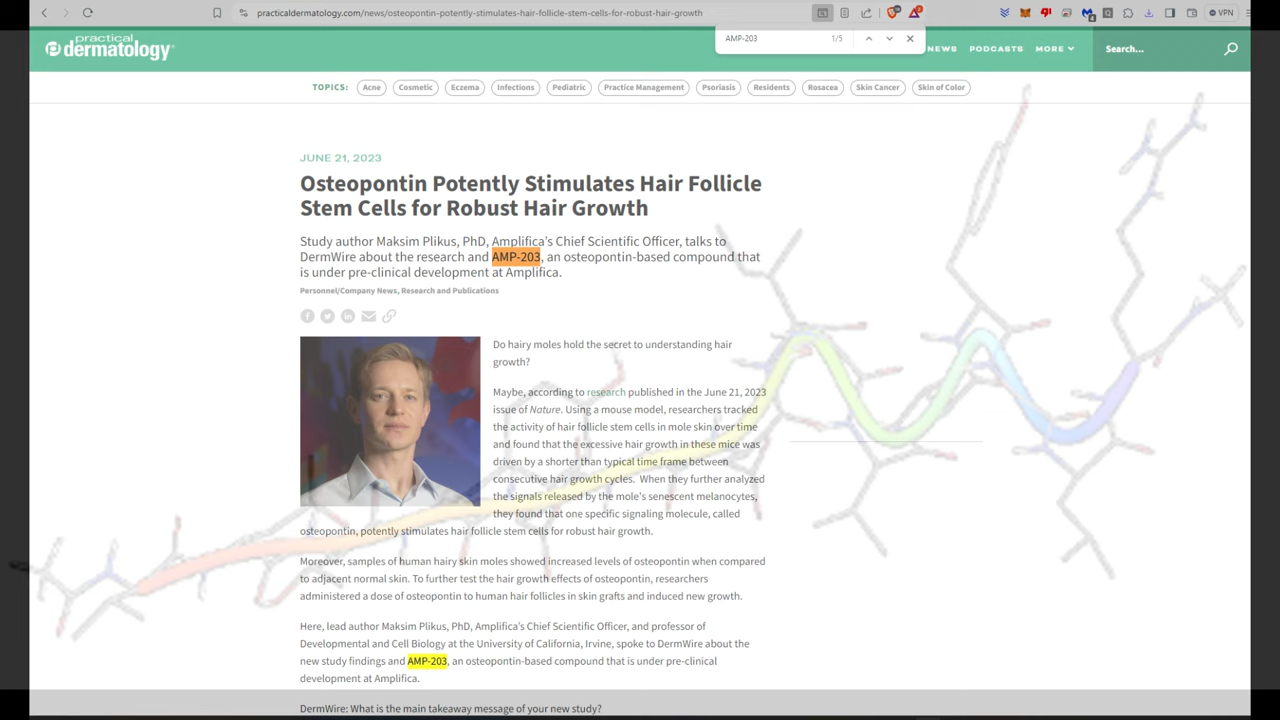 practicaldermatology.com/news/osteopontin-potently-stimulates-hair-follicle-stem-cells-for-robust-hair-growth
VPN
AMP-203
1/5
practical
dermatology
NEWS
PODCASTS
MORE
Search...
TOPICS:
Acne
Cosmetic
Eczema
Infections
Pediatric
Practice Management
Psoriasis
Residents
Rosacea
Skin Cancer
Skin of Color
JUNE 21, 2023
Osteopontin Potently Stimulates Hair Follicle
Stem Cells for Robust Hair Growth
Study author Maksim Plikus, PhD, Amplifica's Chief Scientific Officer, talks to
DermWire about the research and AMP-203, an osteopontin-based compound that
is under pre-clinical development at Amplifica.
Personnel/Company News, Research and Publications
Do hairy moles hold the secret to understanding hair
growth?
Maybe, according to research published in the June 21, 2023
issue of Nature. Using a mouse model, researchers tracked
the activity of hair follicle stem cells in mole skin over time
and found that the excessive hair growth in these mice was
driven by a shorter than typical time frame between
consecutive hair growth cycles. When they further analyzed
the signals released by the mole's senescent melanocytes,
they found that one specific signaling molecule, called
osteopontin, potently stimulates hair follicle stem cells for robust hair growth.
Moreover, samples of human hairy skin moles showed increased levels of osteopontin when compared
to adjacent normal skin. To further test the hair growth effects of osteopontin, researchers
administered a dose of osteopontin to human hair follicles in skin grafts and induced new growth.
Here, lead author Maksim Plikus, PhD, Amplifica's Chief Scientific Officer, and professor of
Developmental and Cell Biology at the University of California, Irvine, spoke to DermWire about the
new study findings and AMP-203, an osteopontin-based compound that is under pre-clinical
development at Amplifica.
DermWire: What is the main takeaway message of your new study?